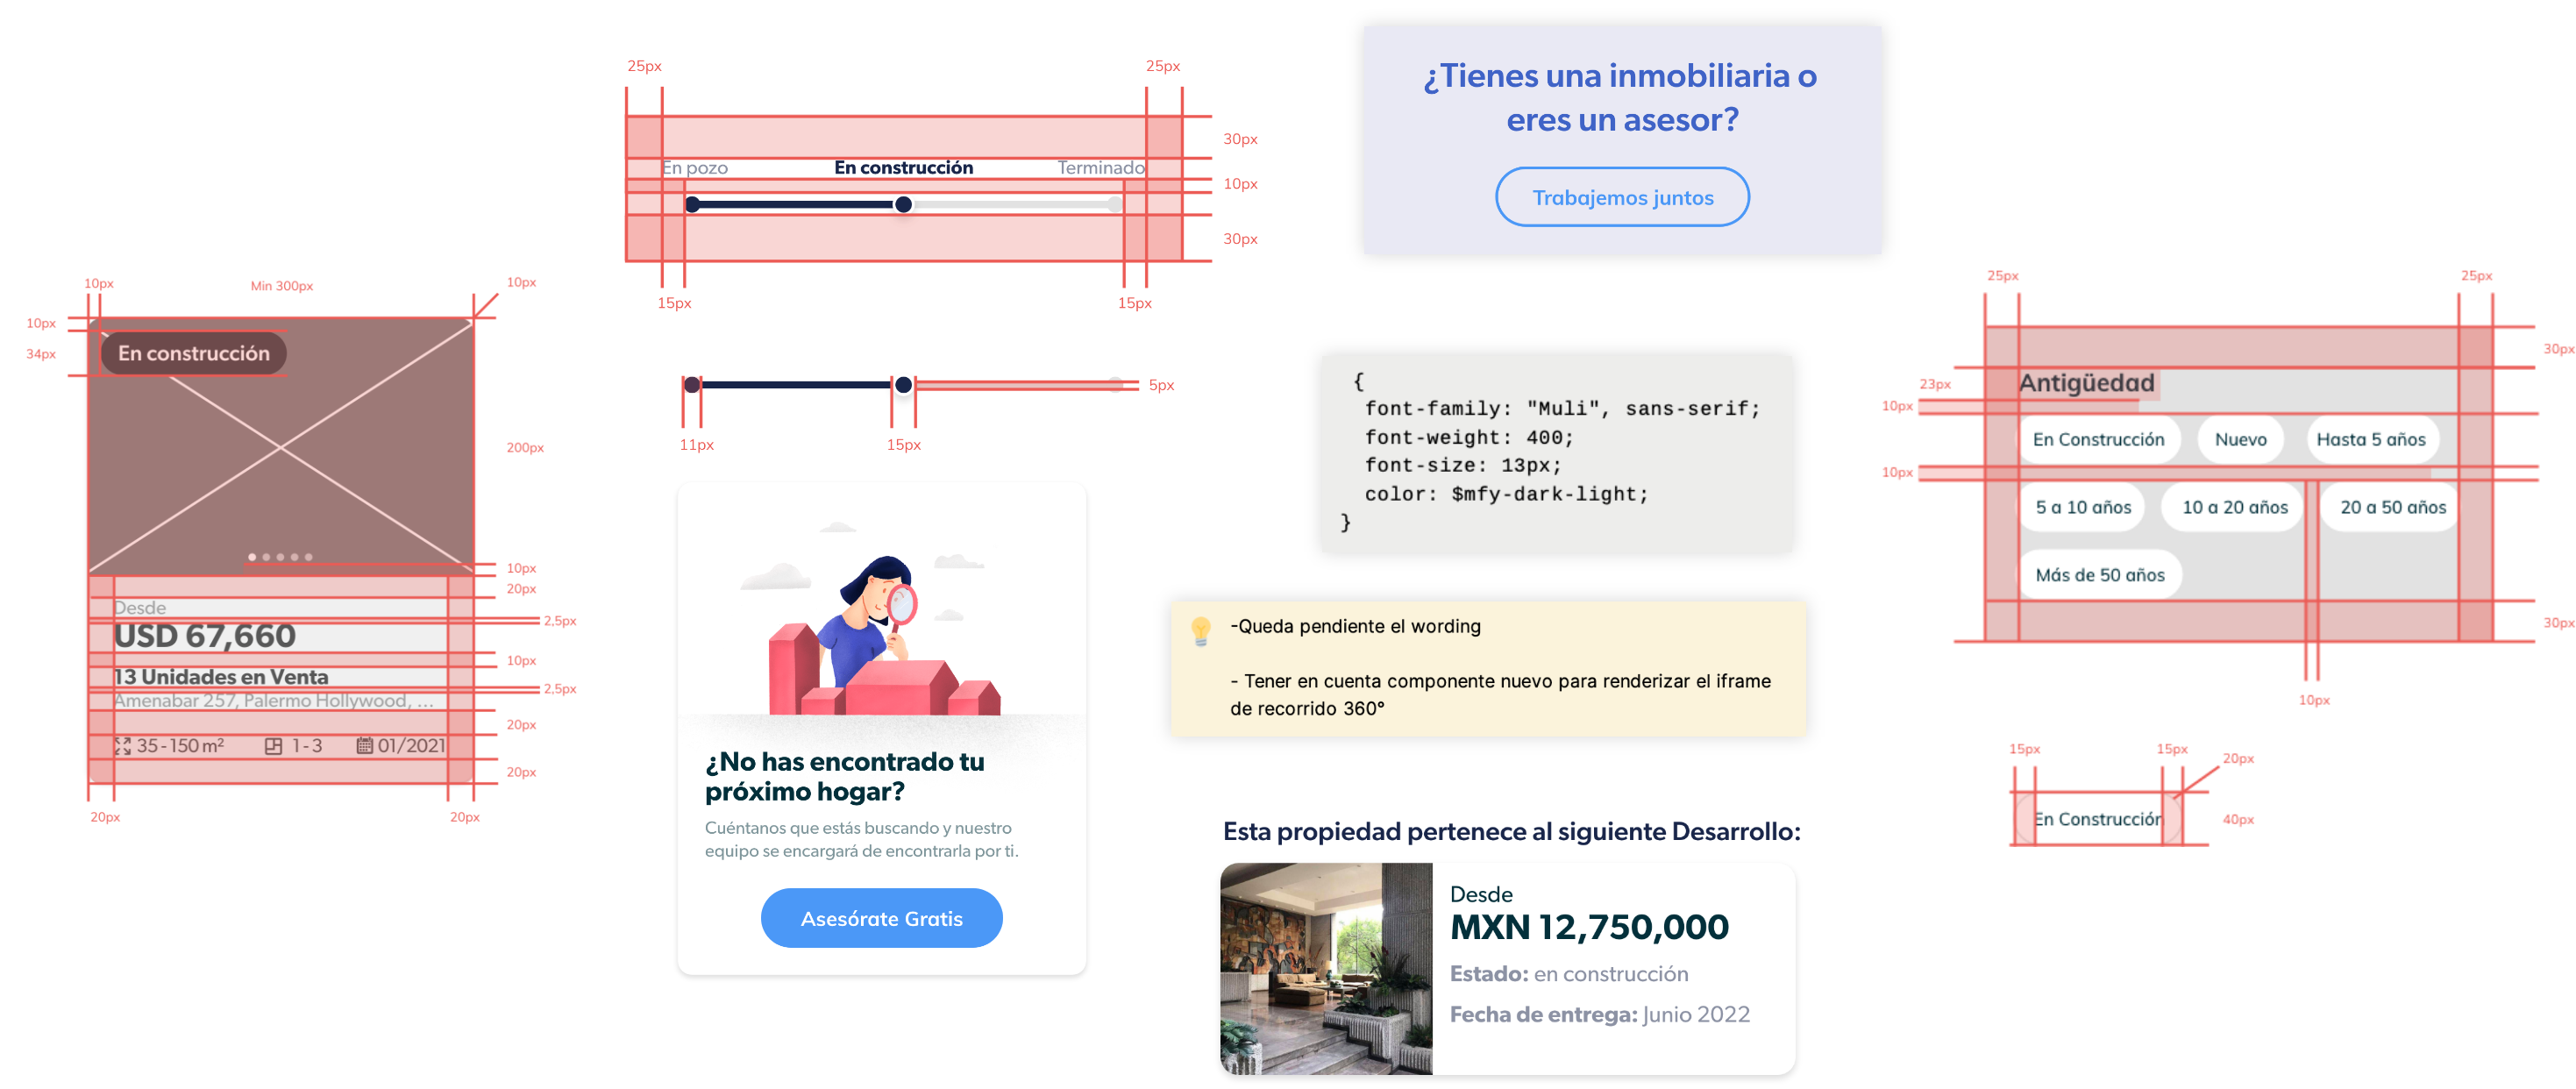 10px
Min 300px
10px
10px
34px
En construcción
200px
10px
20px
Desde
2,5px
USD 67,660
10px
13 Unidades en Venta
2,5px
Amenabar 257, Palermo Hollywood, ...
20px
35-150 m²
1-3
01/2021
20px
20px
20px
25px
25px
30px
En pozo
En construcción
Terminado
10px
30px
15px
15px
5px
11px
15px
¿No has encontrado tu
próximo hogar?
Cuéntanos que estás buscando y nuestro
equipo se encargará de encontrarla por ti.
Asesórate Gratis
¿Tienes una inmobiliaria o
eres un asesor?
Trabajemos juntos
{
font-family: "Muli", sans-serif;
font-weight: 400;
font-size: 13px;
color: $mfy-dark-light;
}
-Queda pendiente el wording
- Tener en cuenta componente nuevo para renderizar el iframe
de recorrido 360°
Esta propiedad pertenece al siguiente Desarrollo:
Desde
MXN 12,750,000
Estado: en construcción
Fecha de entrega: Junio 2022
25px
25px
30px
23px
Antigüedad
10px
En Construcción
Nuevo
Hasta 5 años
10px
5 a 10 años
10 a 20 años
20 a 50 años
Más de 50 años
30px
10px
15px
15px
20px
En Construcción
40px